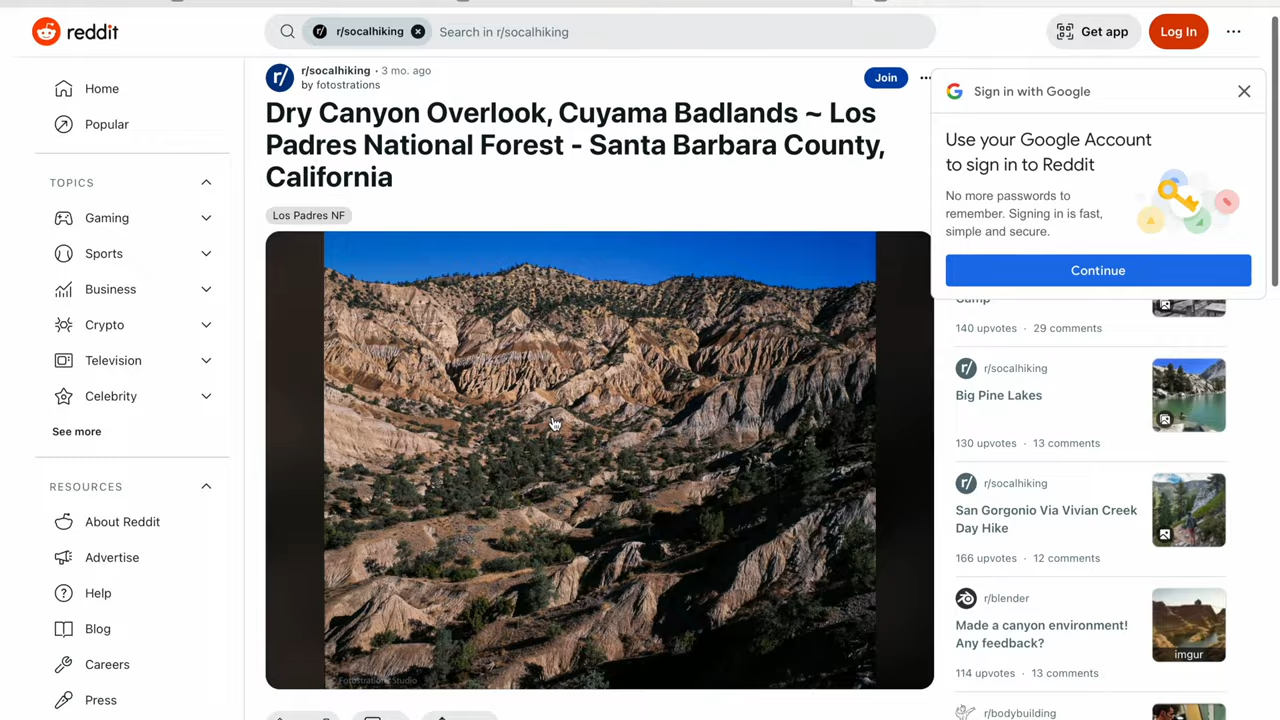 reddit
r/socalhiking
Search in r/socalhiking
Get app
Log In
Home
Popular
TOPICS
Gaming
Sports
Business
Crypto
Television
Celebrity
See more
RESOURCES
About Reddit
Advertise
Help
Blog
Careers
Press
r/socalhiking · 3 mo. ago
by fotostrations
Join
Dry Canyon Overlook, Cuyama Badlands ~ Los
Padres National Forest - Santa Barbara County,
California
Los Padres NF
Fotostrations Studio
Sign in with Google
Use your Google Account
to sign in to Reddit
No more passwords to
remember. Signing in is fast,
simple and secure.
Continue
Camp
140 upvotes · 29 comments
r/socalhiking
Big Pine Lakes
130 upvotes · 13 comments
r/socalhiking
San Gorgonio Via Vivian Creek
Day Hike
166 upvotes · 12 comments
r/blender
Made a canyon environment!
Any feedback?
imgur
114 upvotes · 13 comments
r/bodybuilding